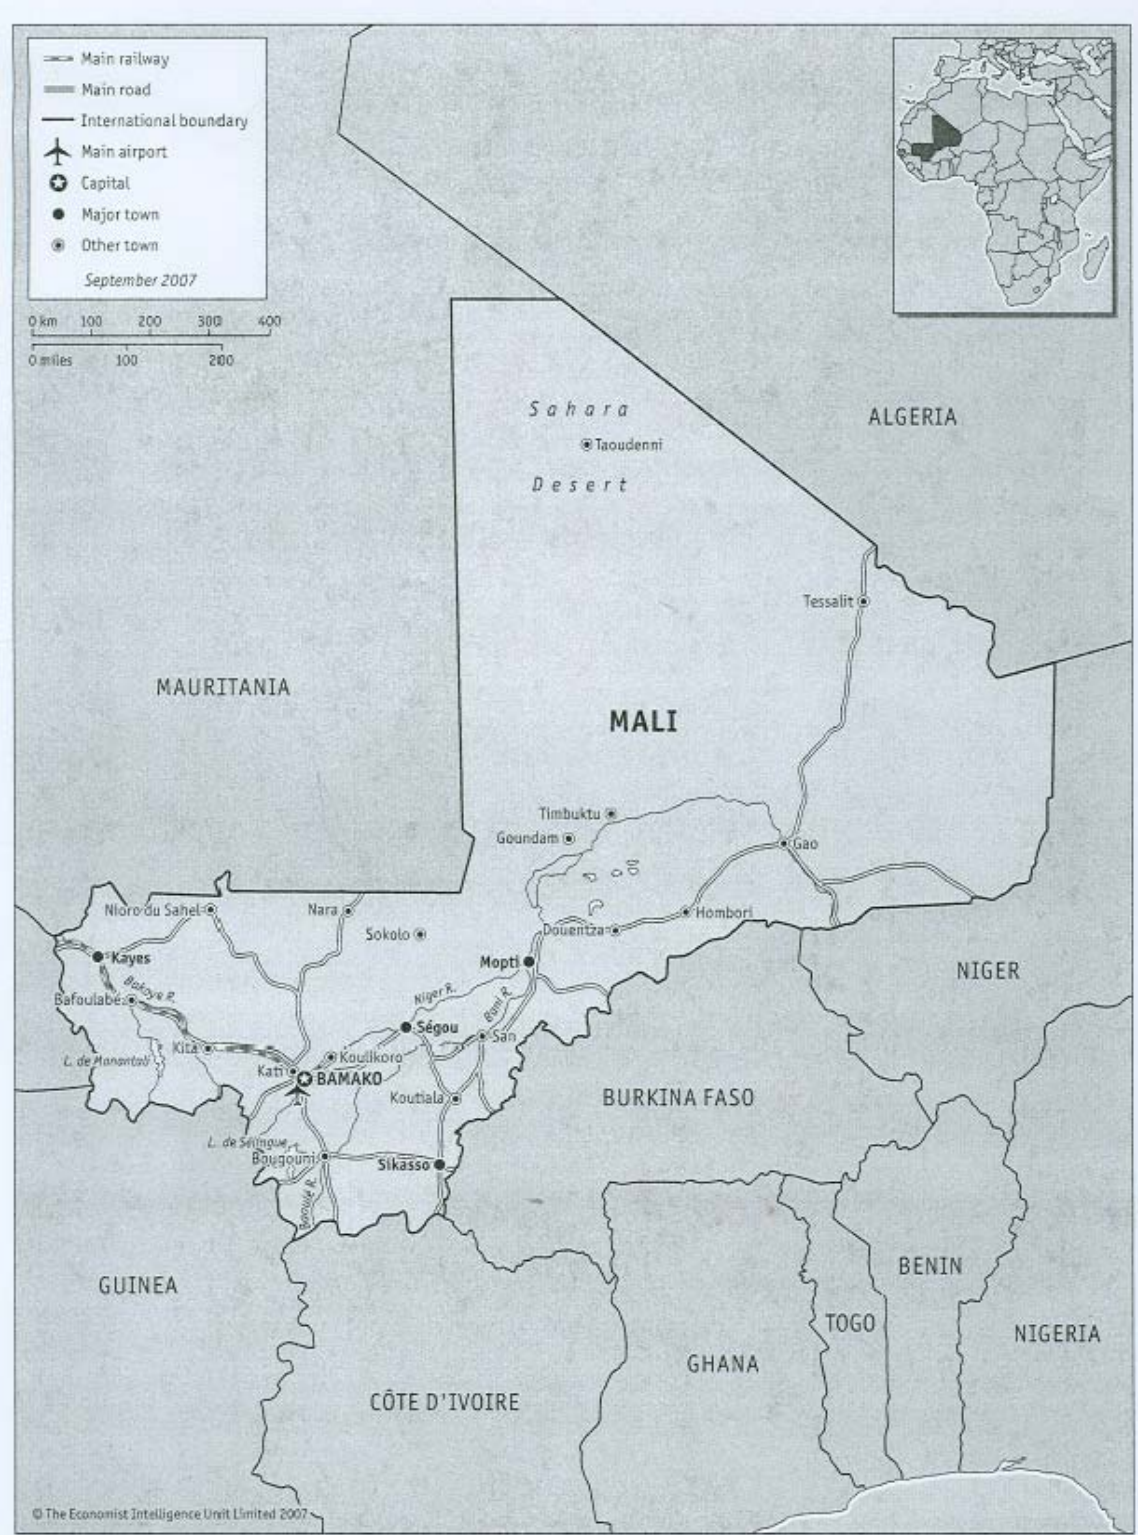 Main railway
Main road
International boundary
Main airport
Capital
Major town
Other town
September 2007
0 km 100 200 300 400
0 miles 100 200
Sahara
Taoudenni
Desert
ALGERIA
Tessalit
MAURITANIA
MALI
Timbuktu
Goundam
Gao
Nioro du Sahel
Nara
Sokolo
Douentza
Hombori
Kayes
Mopti
NIGER
Bakoye R.
Bafoulabé
Niger R.
Bani R.
Ségou
San
Kita
L. de Manantali
Koulikoro
Kati
BAMAKO
Koutiala
BURKINA FASO
L. de Sélingue
Bougouni
Sikasso
Baoulé R.
GUINEA
BENIN
TOGO
NIGERIA
GHANA
CÔTE D'IVOIRE
© The Economist Intelligence Unit Limited 2007